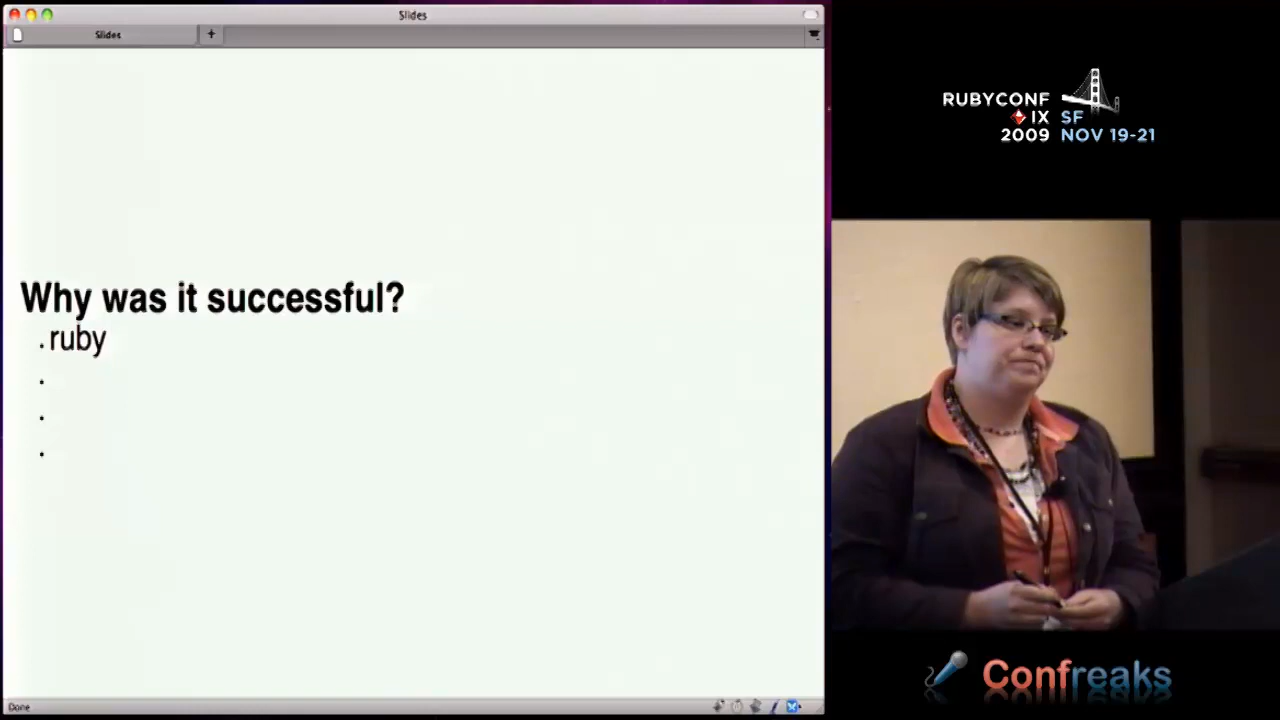 Slides
Slides
+
Why was it successful?
. ruby
.
.
.
Done
RUBYCONF
IX SF
2009 NOV 19-21
Confreaks